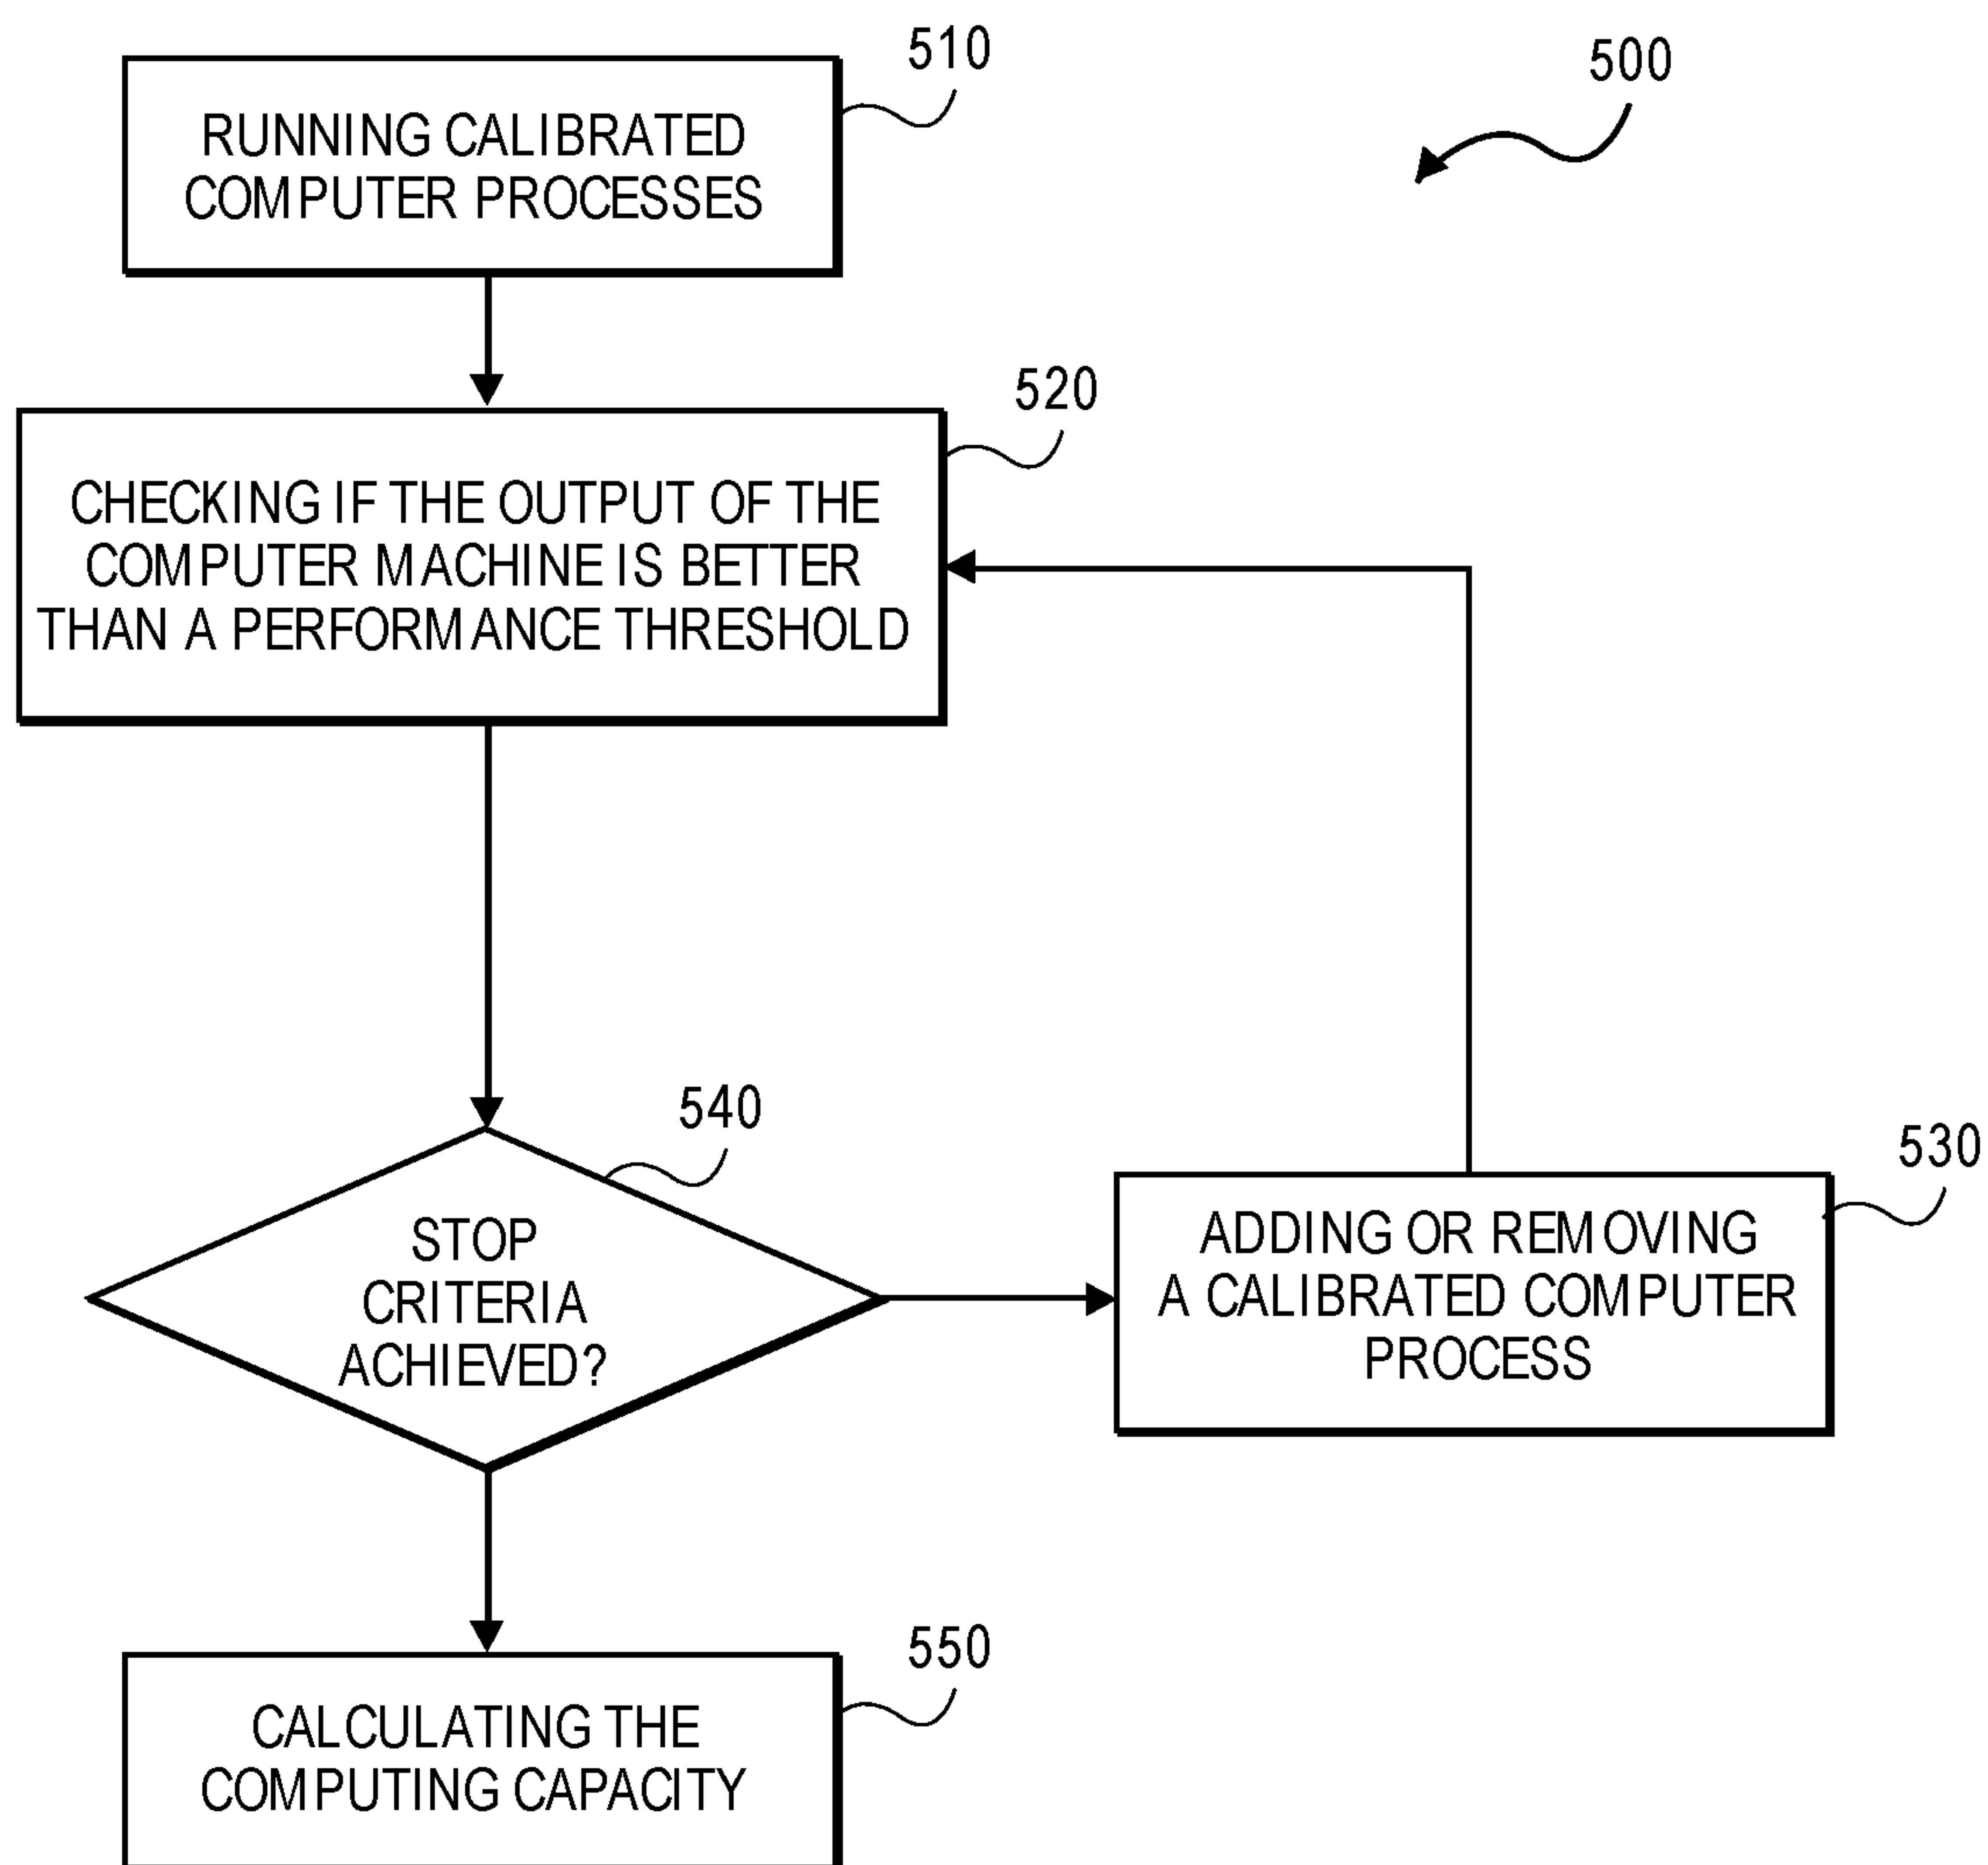 510
500
RUNNING CALIBRATED
COMPUTER PROCESSES
520
CHECKING IF THE OUTPUT OF THE
COMPUTER MACHINE IS BETTER
THAN A PERFORMANCE THRESHOLD
540
STOP
CRITERIA
ACHIEVED?
530
ADDING OR REMOVING
A CALIBRATED COMPUTER
PROCESS
550
CALCULATING THE
COMPUTING CAPACITY